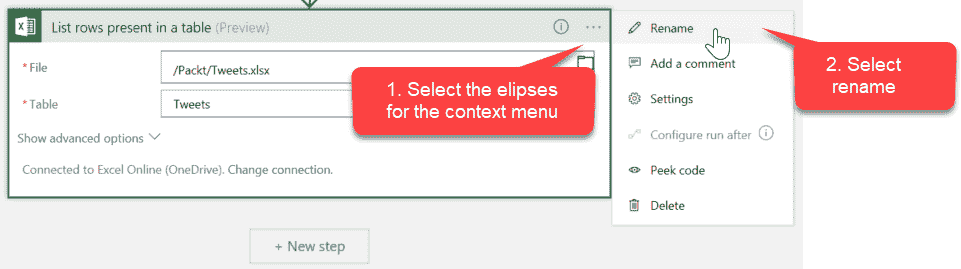 List rows present in a table (Preview)
* File
/Packt/Tweets.xlsx
* Table
Tweets
Show advanced options
Connected to Excel Online (OneDrive). Change connection.
+ New step
1. Select the elipses
for the context menu
Rename
Add a comment
Settings
Configure run after
Peek code
Delete
2. Select
rename